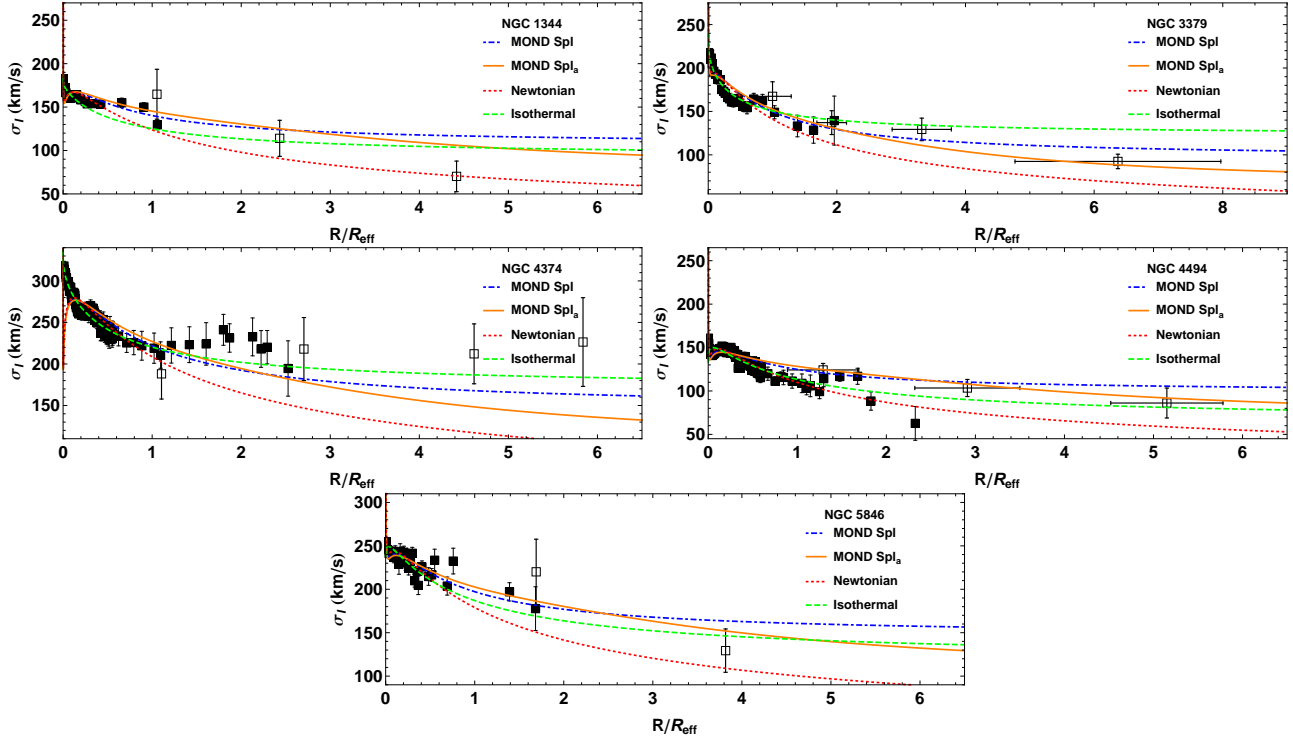 NGC 1344
MOND Spl
MOND Spl_a
Newtonian
Isothermal
σ_I (km/s)
250
200
150
100
50
0 1 2 3 4 5 6
R/R_eff
NGC 3379
MOND Spl
MOND Spl_a
Newtonian
Isothermal
σ_I (km/s)
250
200
150
100
0 2 4 6 8
R/R_eff
NGC 4374
MOND Spl
MOND Spl_a
Newtonian
Isothermal
σ_I (km/s)
300
250
200
150
0 1 2 3 4 5 6
R/R_eff
NGC 4494
MOND Spl
MOND Spl_a
Newtonian
Isothermal
σ_I (km/s)
250
200
150
100
50
0 1 2 3 4 5 6
R/R_eff
NGC 5846
MOND Spl
MOND Spl_a
Newtonian
Isothermal
σ_I (km/s)
300
250
200
150
100
0 1 2 3 4 5 6
R/R_eff